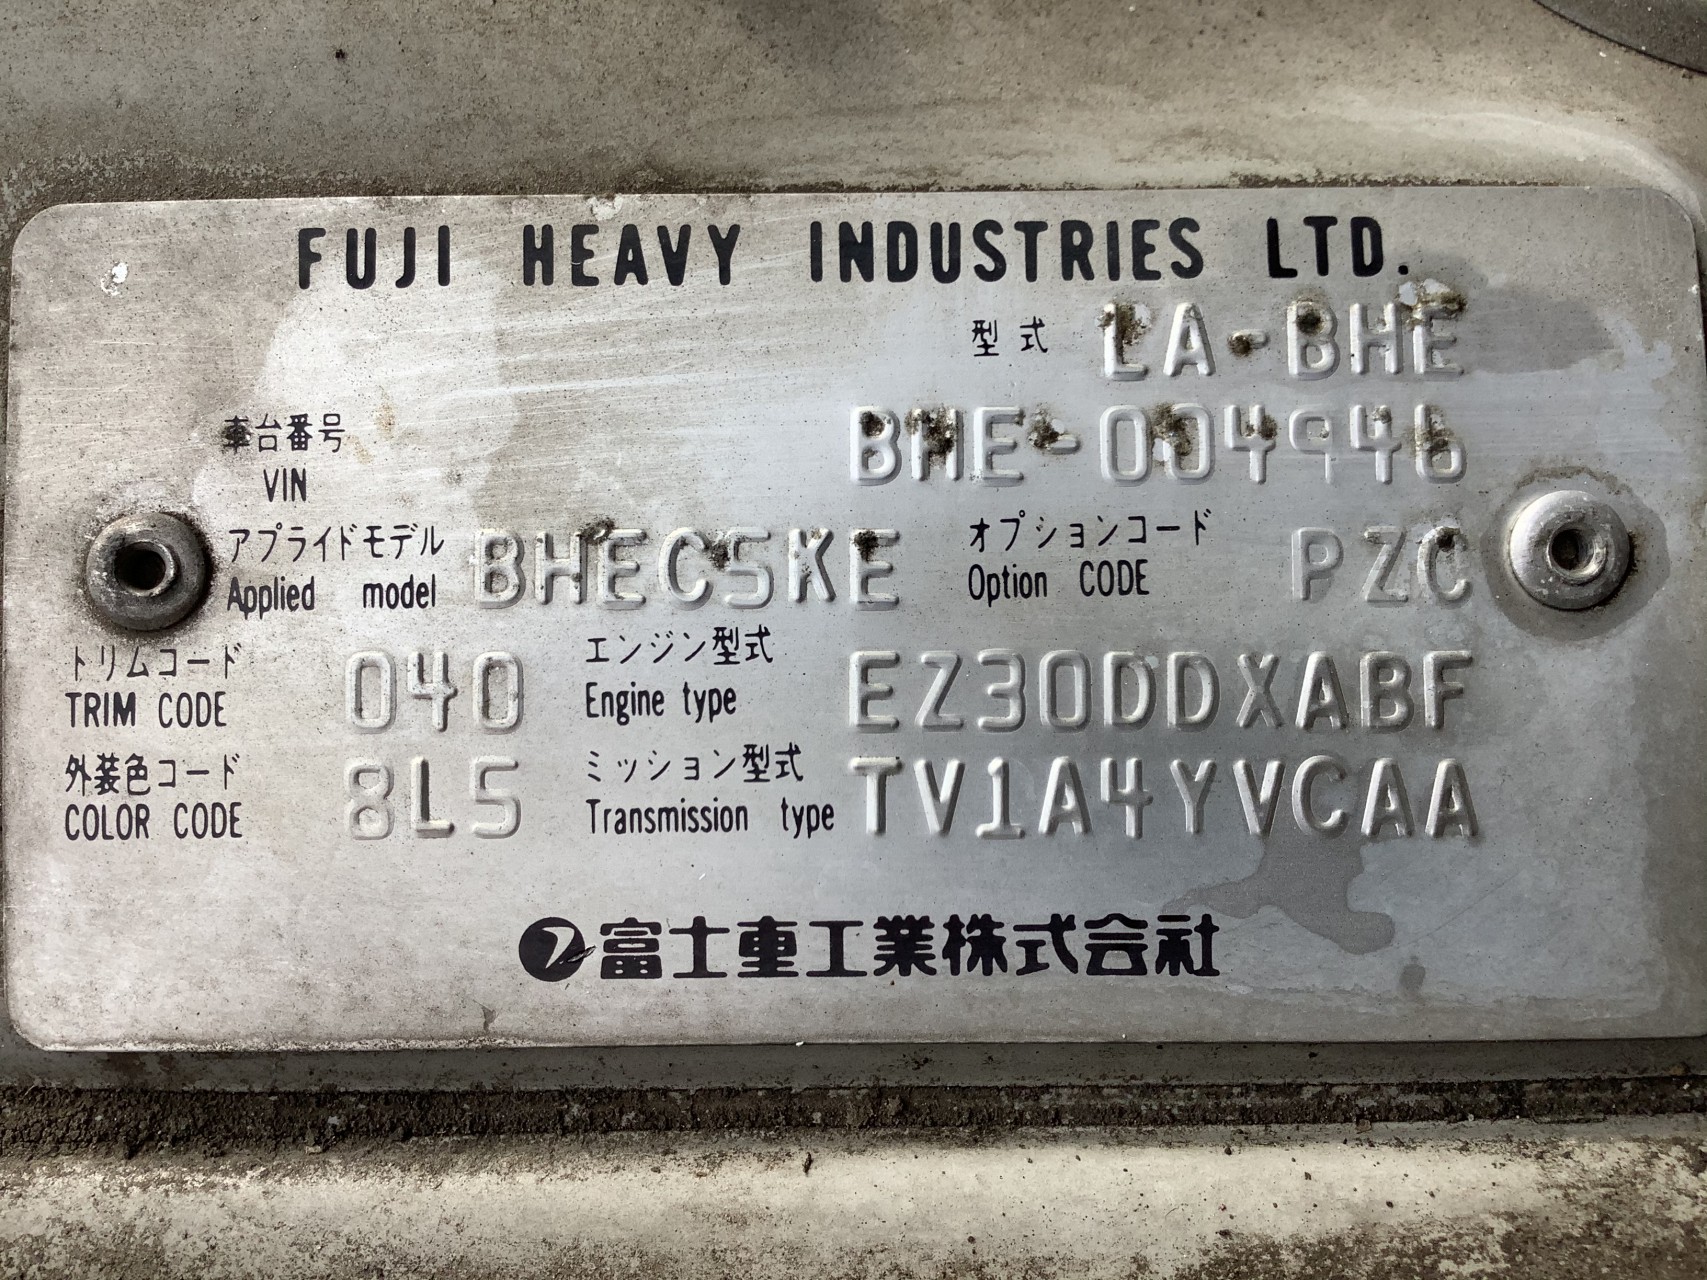 FUJI HEAVY INDUSTRIES LTD.
型式 LA-BHE
車台番号
VIN BHE-004946
アプライドモデル オプションコード
Applied model BHEC5KE Option CODE PZC
トリムコード エンジン型式
TRIM CODE 040 Engine type EZ30DDXABF
外装色コード ミッション型式
COLOR CODE 8L5 Transmission type TV1A4YVCAA
富士重工業株式会社